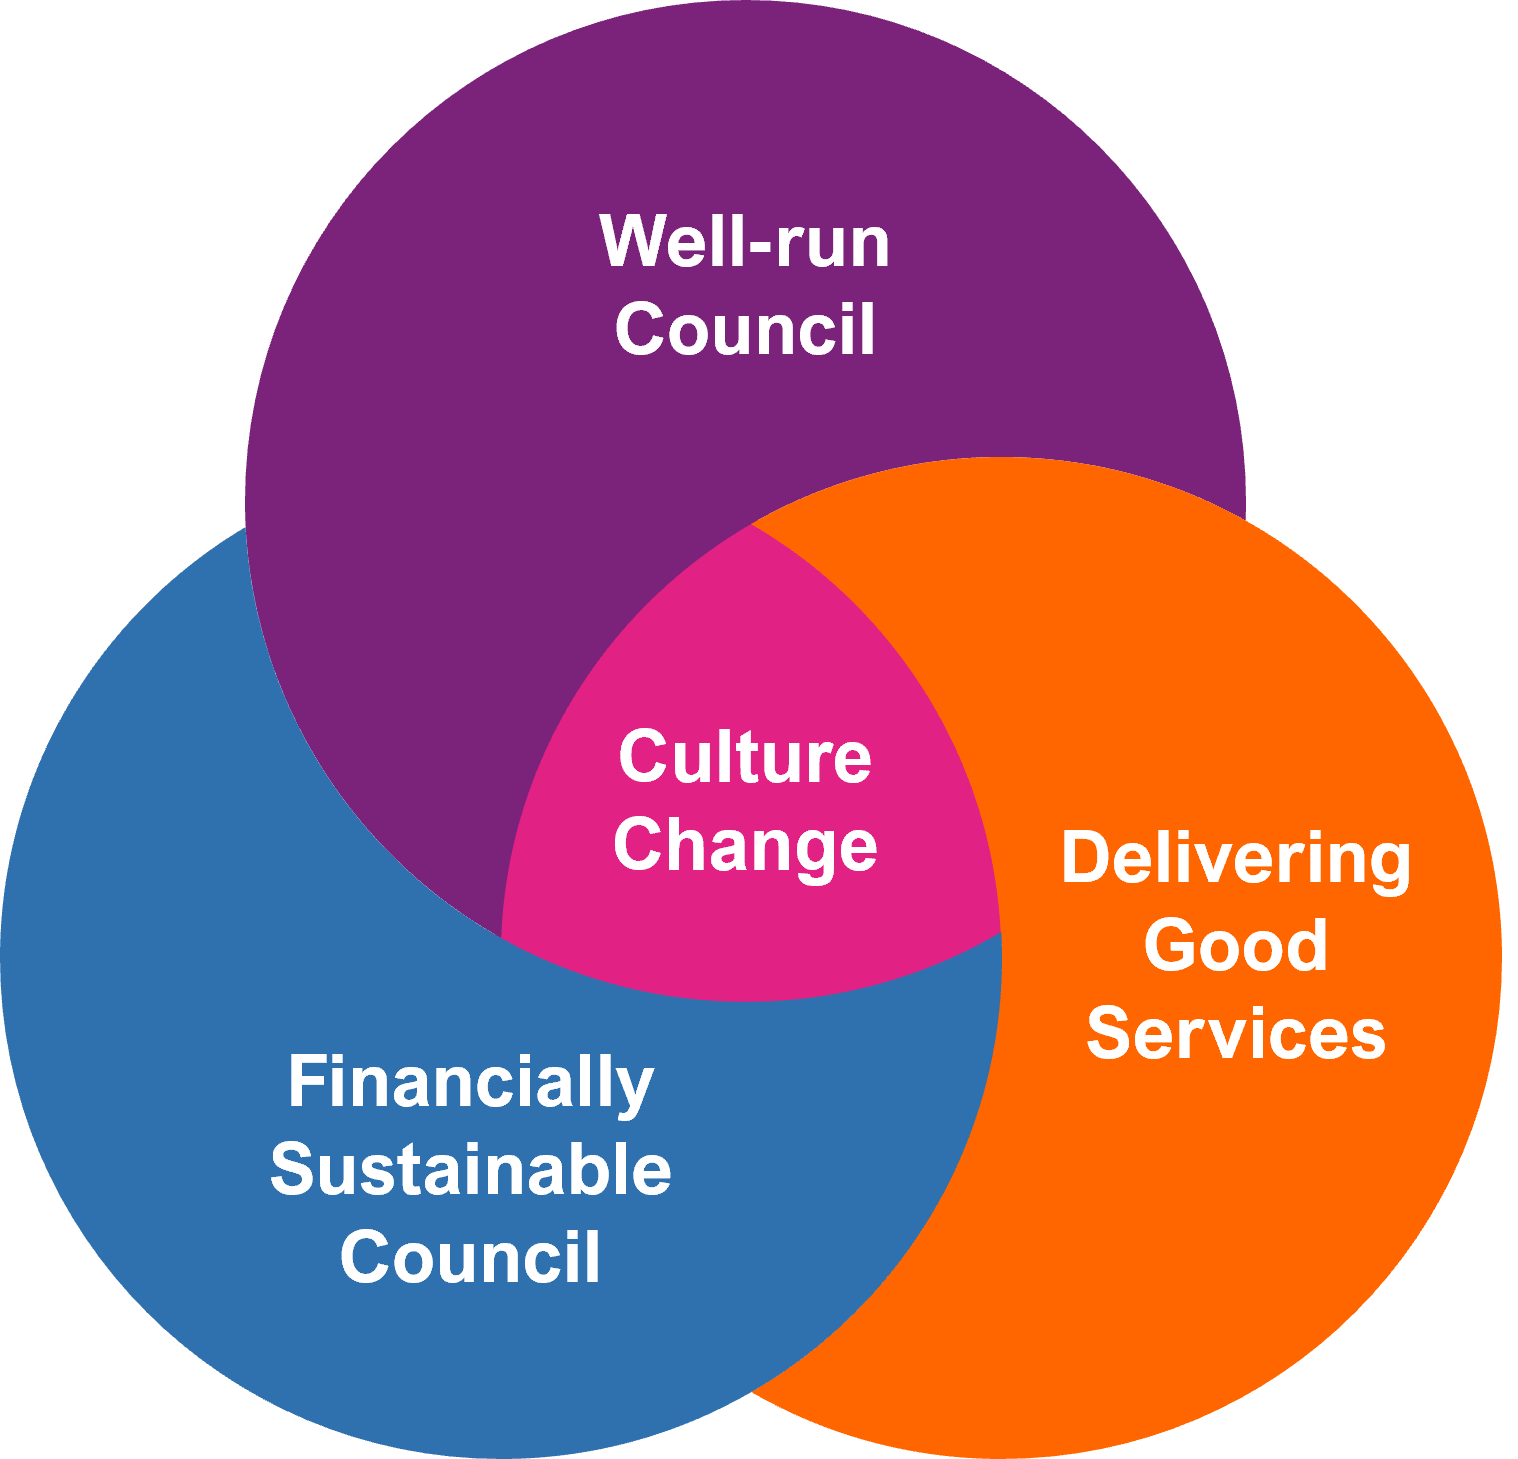 Well-run
Council
Culture
Change
Delivering
Good
Services
Financially
Sustainable
Council